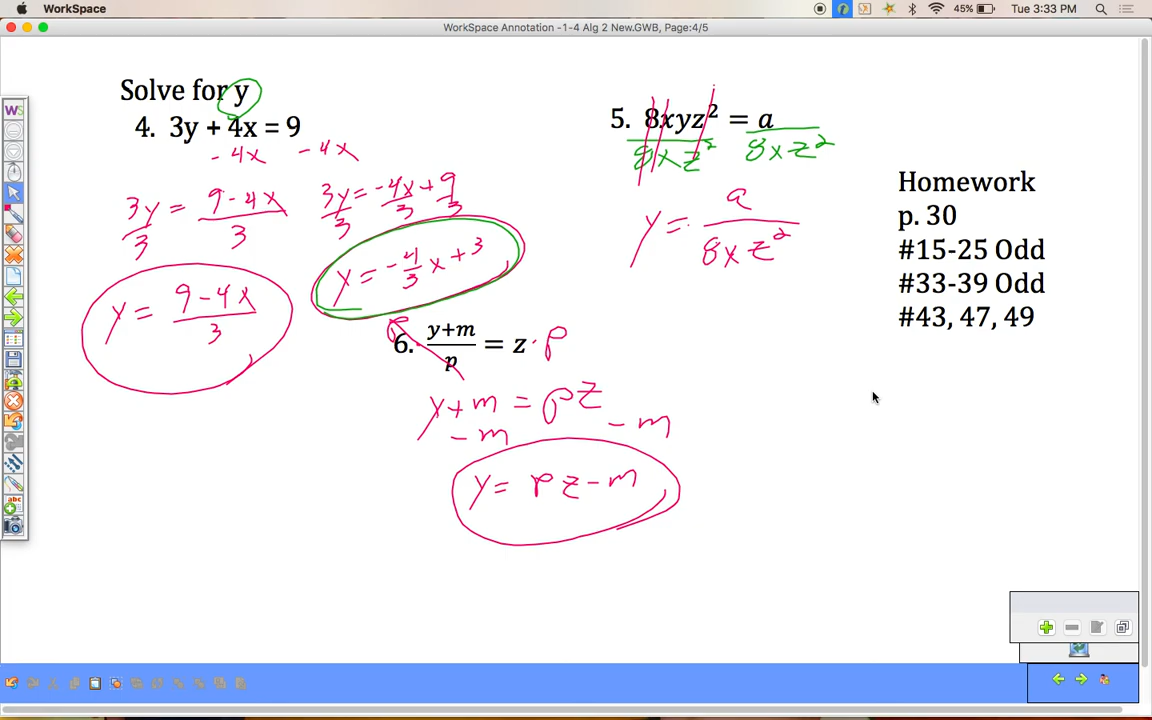 WorkSpace
45%
Tue 3:33 PM
WorkSpace Annotation -1-4 Alg 2 New.GWB, Page:4/5
WS
abc
Solve for y
4. 3y + 4x = 9
- 4x - 4x
3y = 9 - 4x
3 3
y = 9 - 4x
3
3y = -4x + 9
3 3 3
y = - 4/3 x + 3
5. 8xyz² = a
8xz² 8xz²
y = a
8xz²
P
6. y+m = z · P
p
y + m = pz
- m - m
y = pz - m
Homework
p. 30
#15-25 Odd
#33-39 Odd
#43, 47, 49